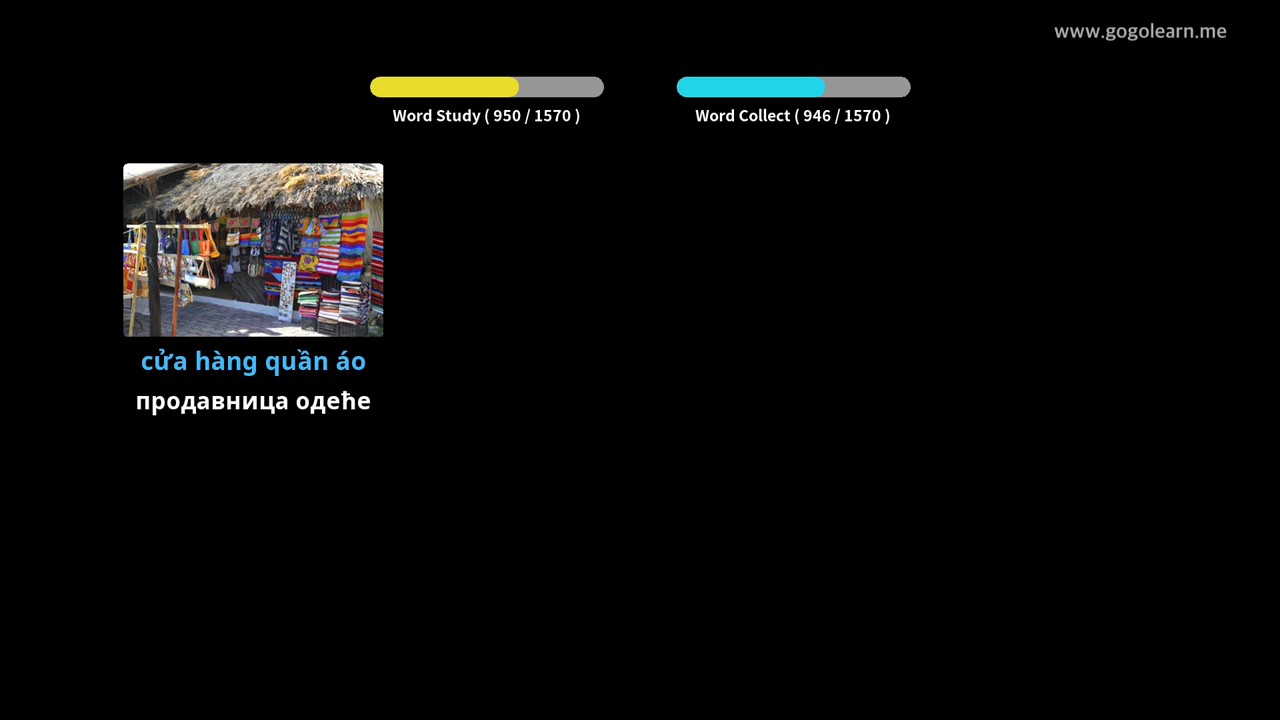 www.gogolearn.me
Word Study ( 950 / 1570 )
Word Collect ( 946 / 1570 )
cửa hàng quần áo
продавница одеће